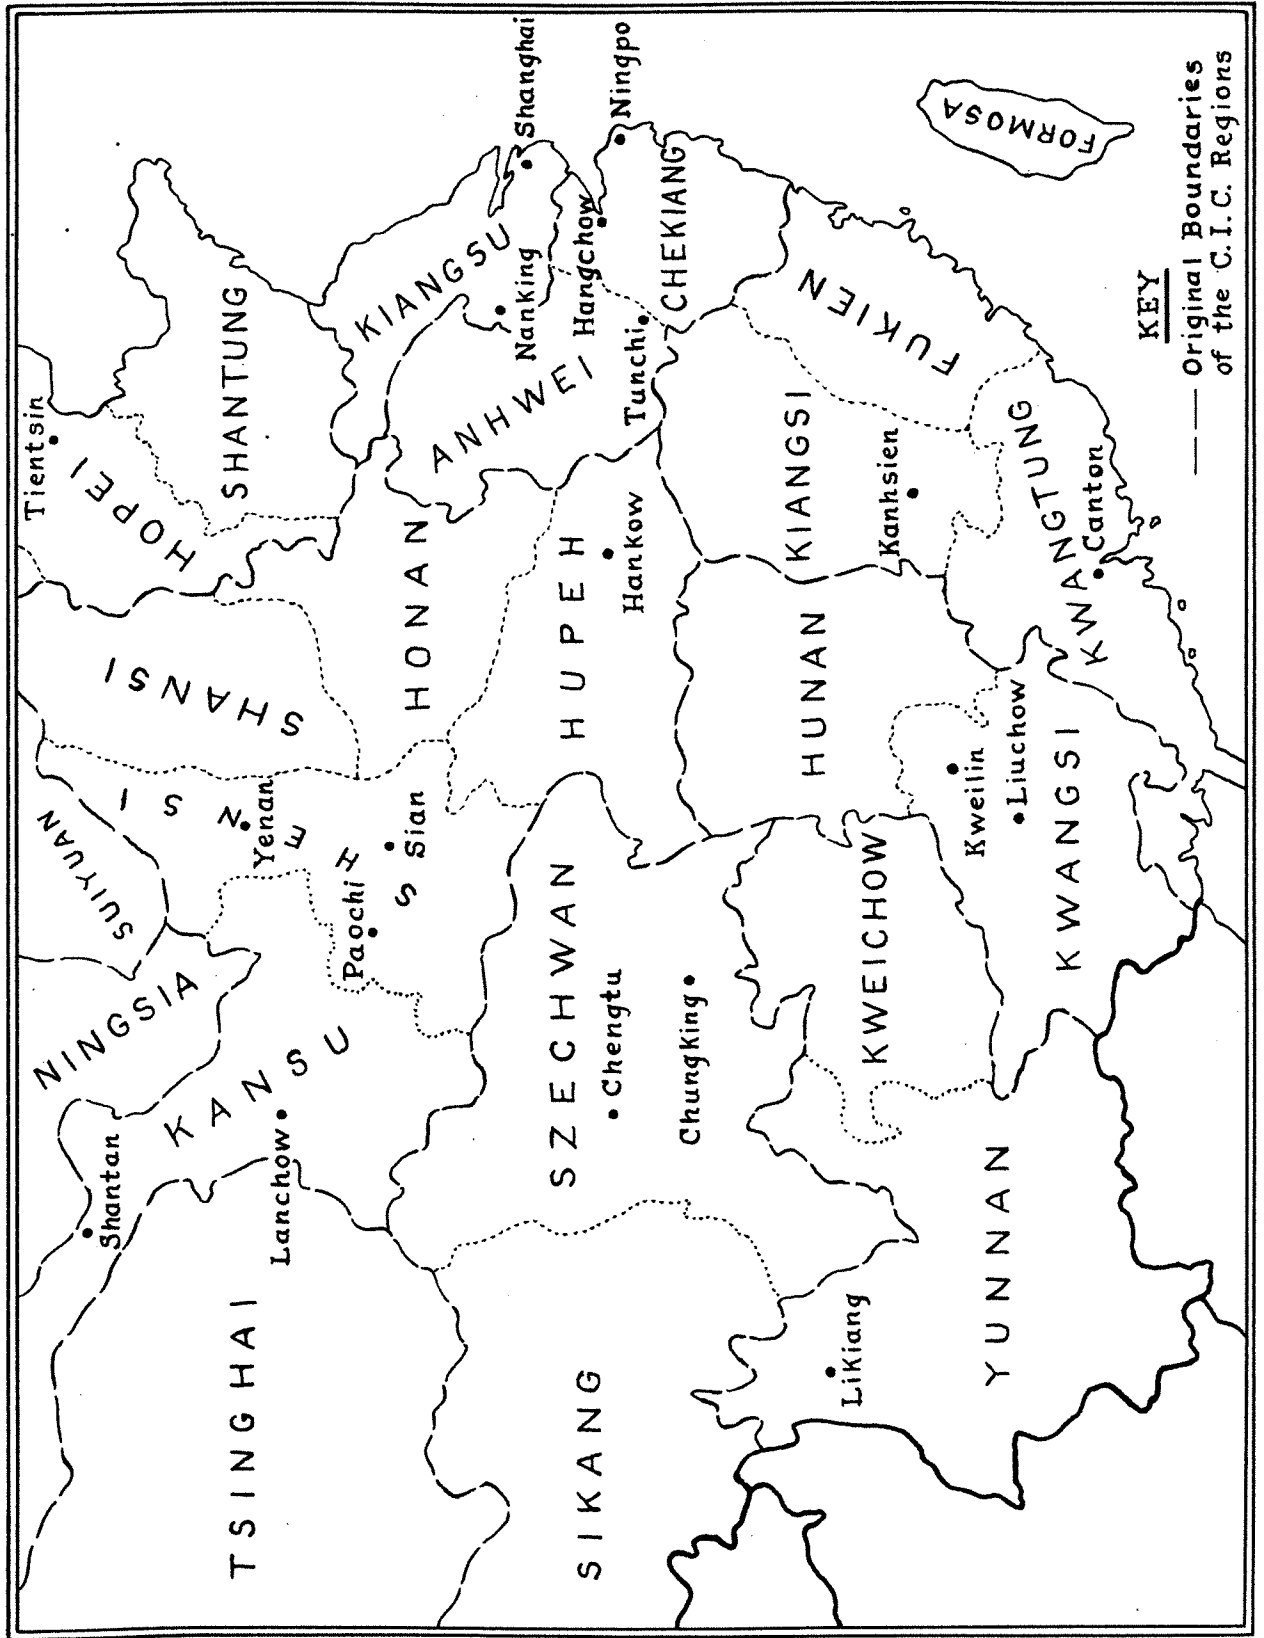 SUIYUAN
NINGSIA
Shantan
KANSU
Lanchow
TSINGHAI
SHANSI
HOPEI
Tientsin
SHANTUNG
SHENSI
Yenan
Sian
Paochi
HONAN
KIANGSU
Nanking
Shanghai
ANHWEI
Hangchow
Ningpo
Tunchi
CHEKIANG
HUPEH
Hankow
SZECHWAN
Chengtu
Chungking
SIKANG
LiKiang
YUNNAN
KWEICHOW
HUNAN
KIANGSI
Kanhsien
FUKIEN
FORMOSA
KWANGTUNG
Canton
Kweilin
Liuchow
KWANGSI
KEY
Original Boundaries
of the C.I.C. Regions